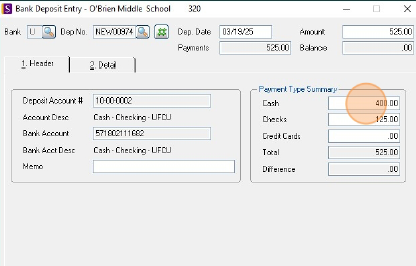 Bank Deposit Entry - O'Brien Middle School 320
Bank U Dep No. NEW00974 Dep. Date 03/19/25 Amount 525.00
Payments 525.00 Balance .00
1. Header 2. Detail
Deposit Account # 10-00-0002
Account Desc Cash - Checking - UFCU
Bank Account 571802111682
Bank Acct Desc Cash - Checking - UFCU
Memo
Payment Type Summary
Cash 400.00
Checks 125.00
Credit Cards .00
Total 525.00
Difference .00